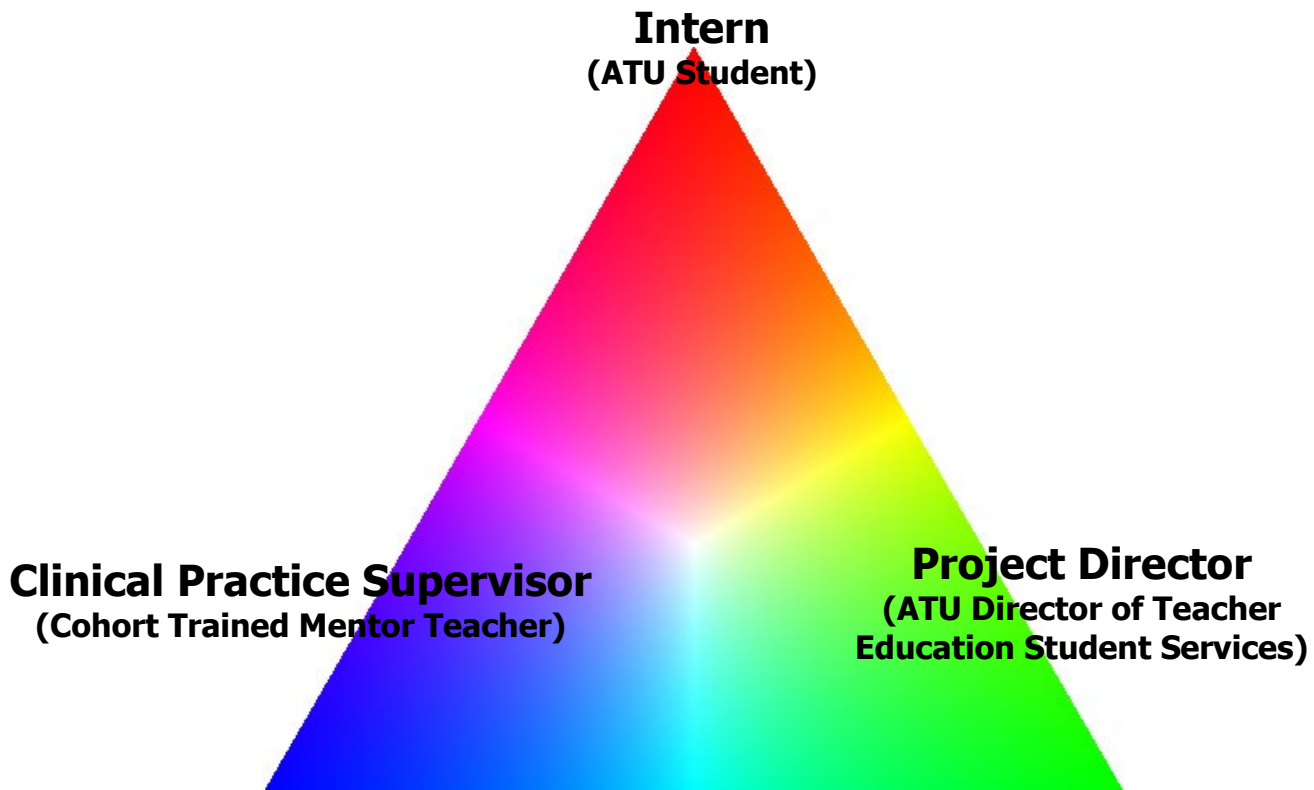 Intern
(ATU Student)
Clinical Practice Supervisor
(Cohort Trained Mentor Teacher)
Project Director
(ATU Director of Teacher
Education Student Services)